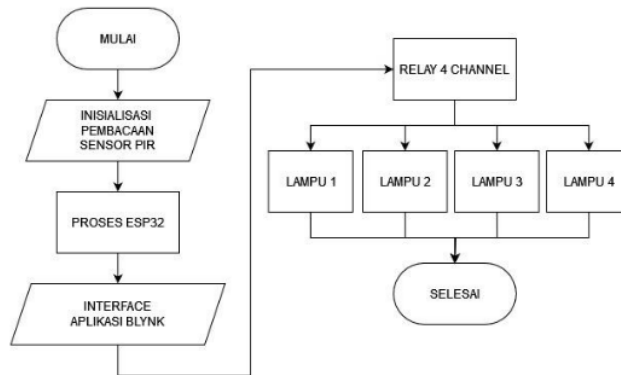 MULAI
INISIALISASI
PEMBACAAN
SENSOR PIR
PROSES ESP32
INTERFACE
APLIKASI BLYNK
RELAY 4 CHANNEL
LAMPU 1
LAMPU 2
LAMPU 3
LAMPU 4
SELESAI